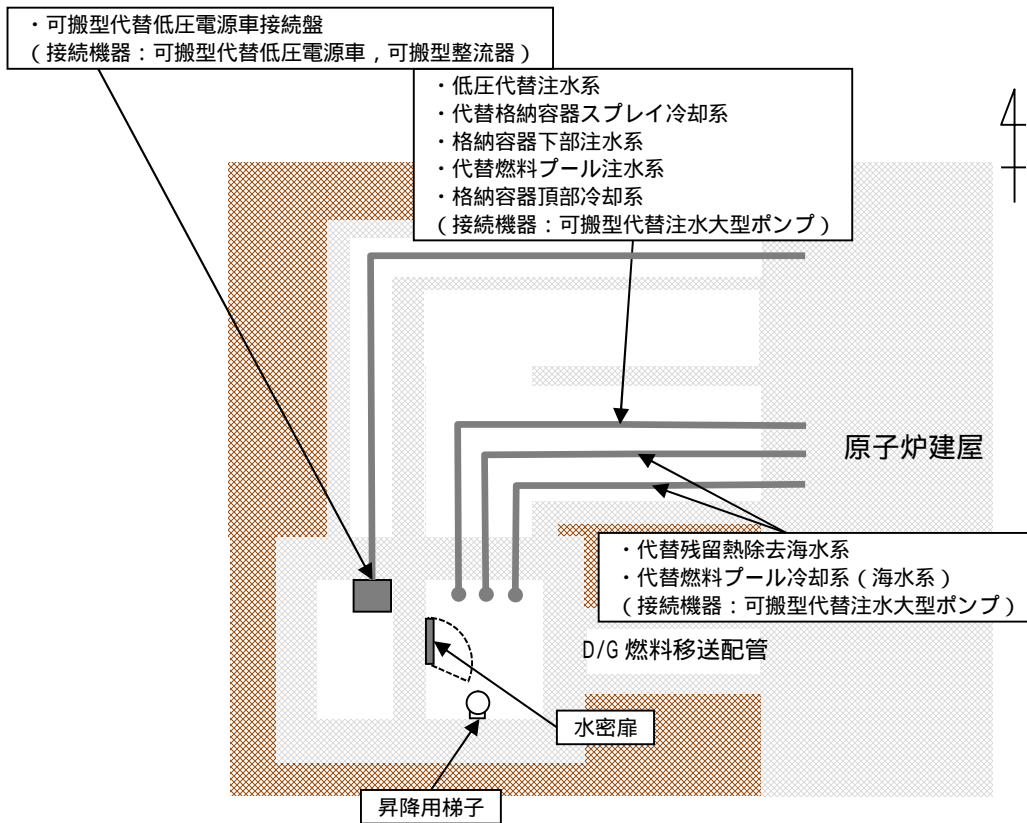 ・可搬型代替低圧電源車接続盤
(接続機器：可搬型代替低圧電源車，可搬型整流器)
・低圧代替注水系
・代替格納容器スプレイ冷却系
・格納容器下部注水系
・代替燃料プール注水系
・格納容器頂部冷却系
(接続機器：可搬型代替注水大型ポンプ)
原子炉建屋
・代替残留熱除去海水系
・代替燃料プール冷却系(海水系)
(接続機器：可搬型代替注水大型ポンプ)
D/G 燃料移送配管
水密扉
昇降用梯子